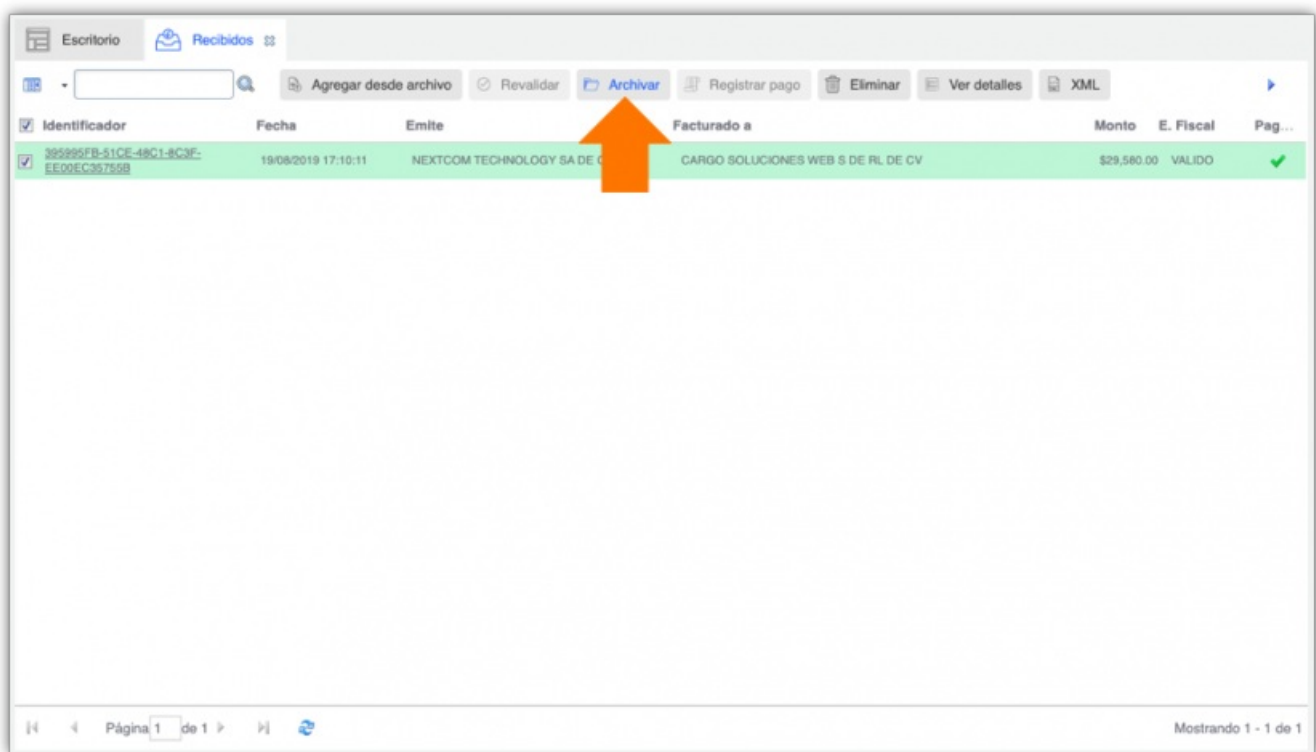 Escritorio Recibidos
Agregar desde archivo Revalidar Archivar Registrar pago Eliminar Ver detalles XML
Identificador Fecha Emite Facturado a Monto E. Fiscal Pag...
395995FB-51CE-48C1-8C3F- 19/08/2019 17:10:11 NEXTCOM TECHNOLOGY SA DE CARGO SOLUCIONES WEB S DE RL DE CV $29,580.00 VALIDO
EE00EC35755B
Página 1 de 1 Mostrando 1 - 1 de 1